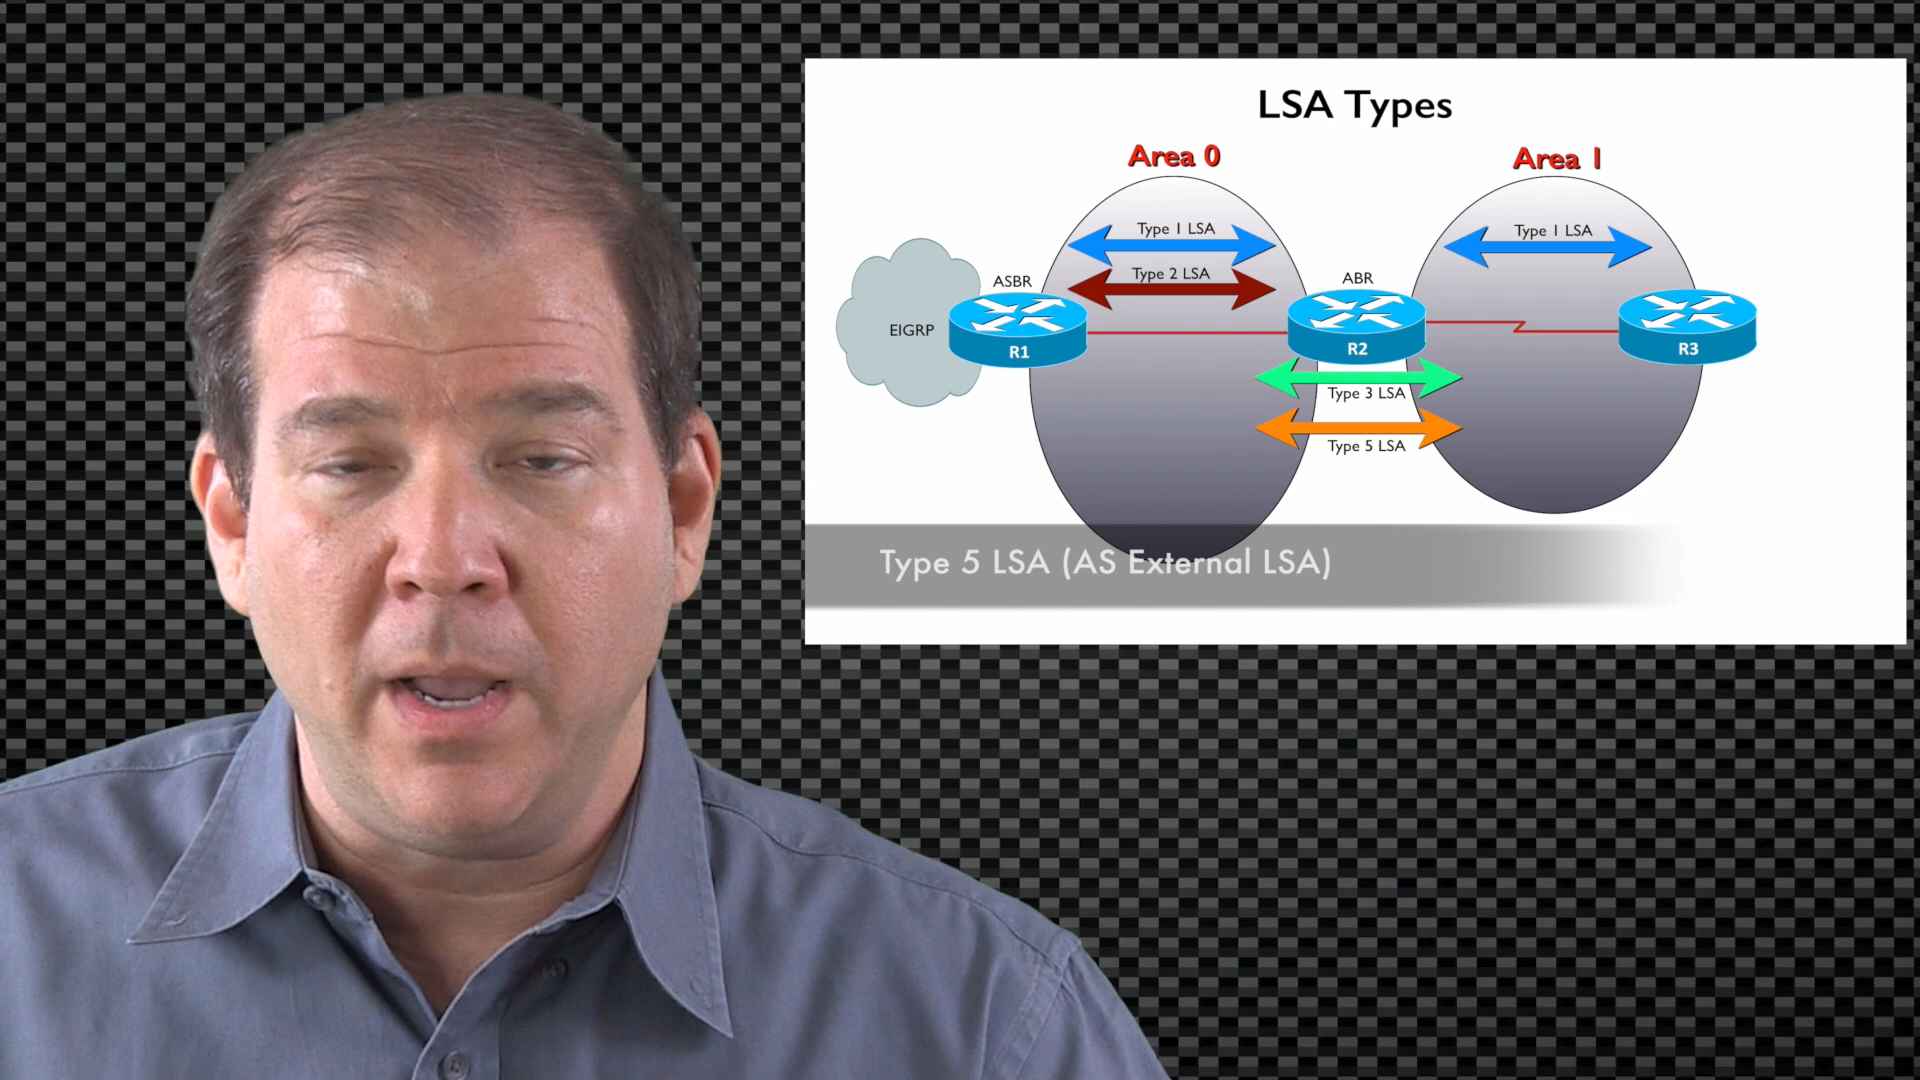 LSA Types
Area 0
Area 1
Type 1 LSA
Type 1 LSA
Type 2 LSA
ASBR
ABR
EIGRP
R1
R2
R3
Type 3 LSA
Type 5 LSA
Type 5 LSA (AS External LSA)